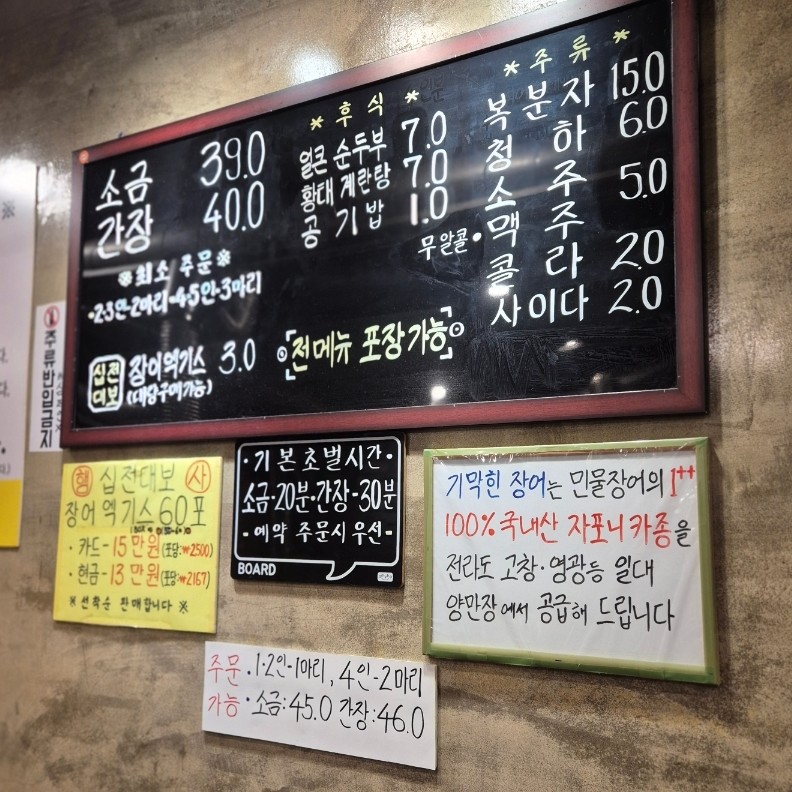 소금 39.0
간장 40.0
※최소 주문※
•2·3인-2마리•4·5인-3마리
십전대보 장어엑기스 3.0
(대량구매가능)
* 후 식 *
얼큰 순두부 7.0
황태 계란탕 7.0
공 기 밥 1.0
전메뉴 포장가능
* 주 류 *
복 분 자 15.0
청 하 6.0
소 주 5.0
맥 주
무알콜•
콜 라 2.0
사이다 2.0
주류반입금지
행 십전대보 사
장어 엑기스 60포
•카드-15만원(포당:₩2500)
•현금-13만원(포당:₩2167)
※ 선착순 판매합니다 ※
•기 본 초벌시간•
소금•20분•간장-30분
•예약 주문시 우선•
BOARD
기막힌 장어는 민물장어의 1++
100% 국내산 자포니카종을
전라도 고창·영광등 일대
양만장에서 공급해 드립니다
주문 •1·2인-1마리, 4인-2마리
가능 •소금:45.0 간장:46.0